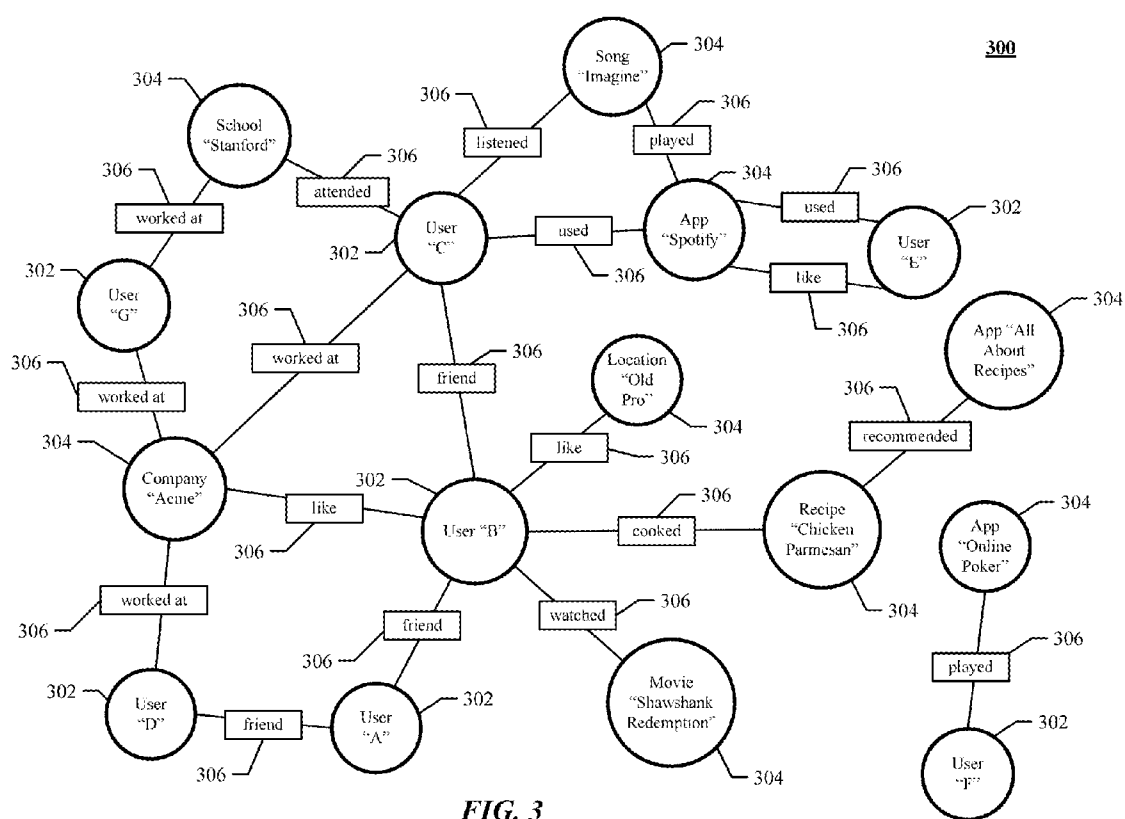 300
304
Song
“Imagine”
306
listened
306
played
304
School
“Stanford”
306
attended
306
worked at
302
User
“C”
306
used
304
App
“Spotify”
306
used
302
User
“E”
like
306
302
User
“G”
306
worked at
306
worked at
306
friend
Location
“Old
Pro”
304
304
App “All
About
Recipes”
306
recommended
304
Company
“Acme”
like
306
like
306
302
User “B”
306
cooked
Recipe
“Chicken
Parmesan”
304
304
App
“Online
Poker”
306
played
302
User
“F”
worked at
306
friend
306
watched
306
302
User
“D”
friend
306
302
User
“A”
Movie
“Shawshank
Redemption”
304
FIG. 3